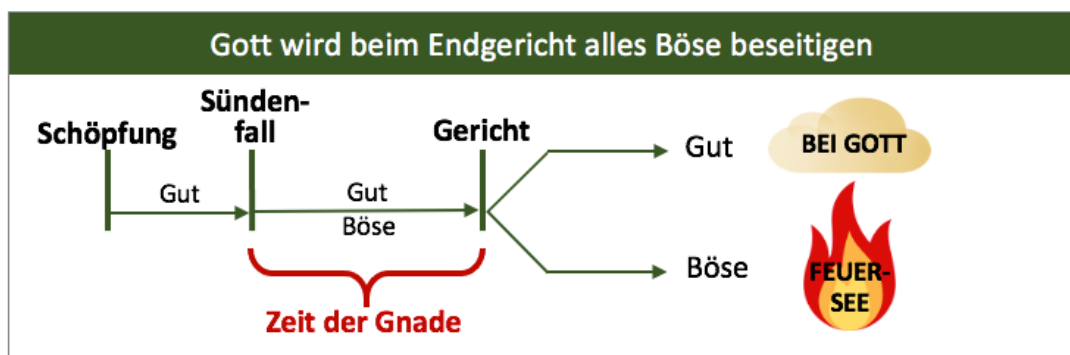 Gott wird beim Endgericht alles Böse beseitigen
Schöpfung
Sünden-
fall
Gericht
Gut
Gut
Böse
Zeit der Gnade
Gut
BEI GOTT
Böse
FEUER-
SEE